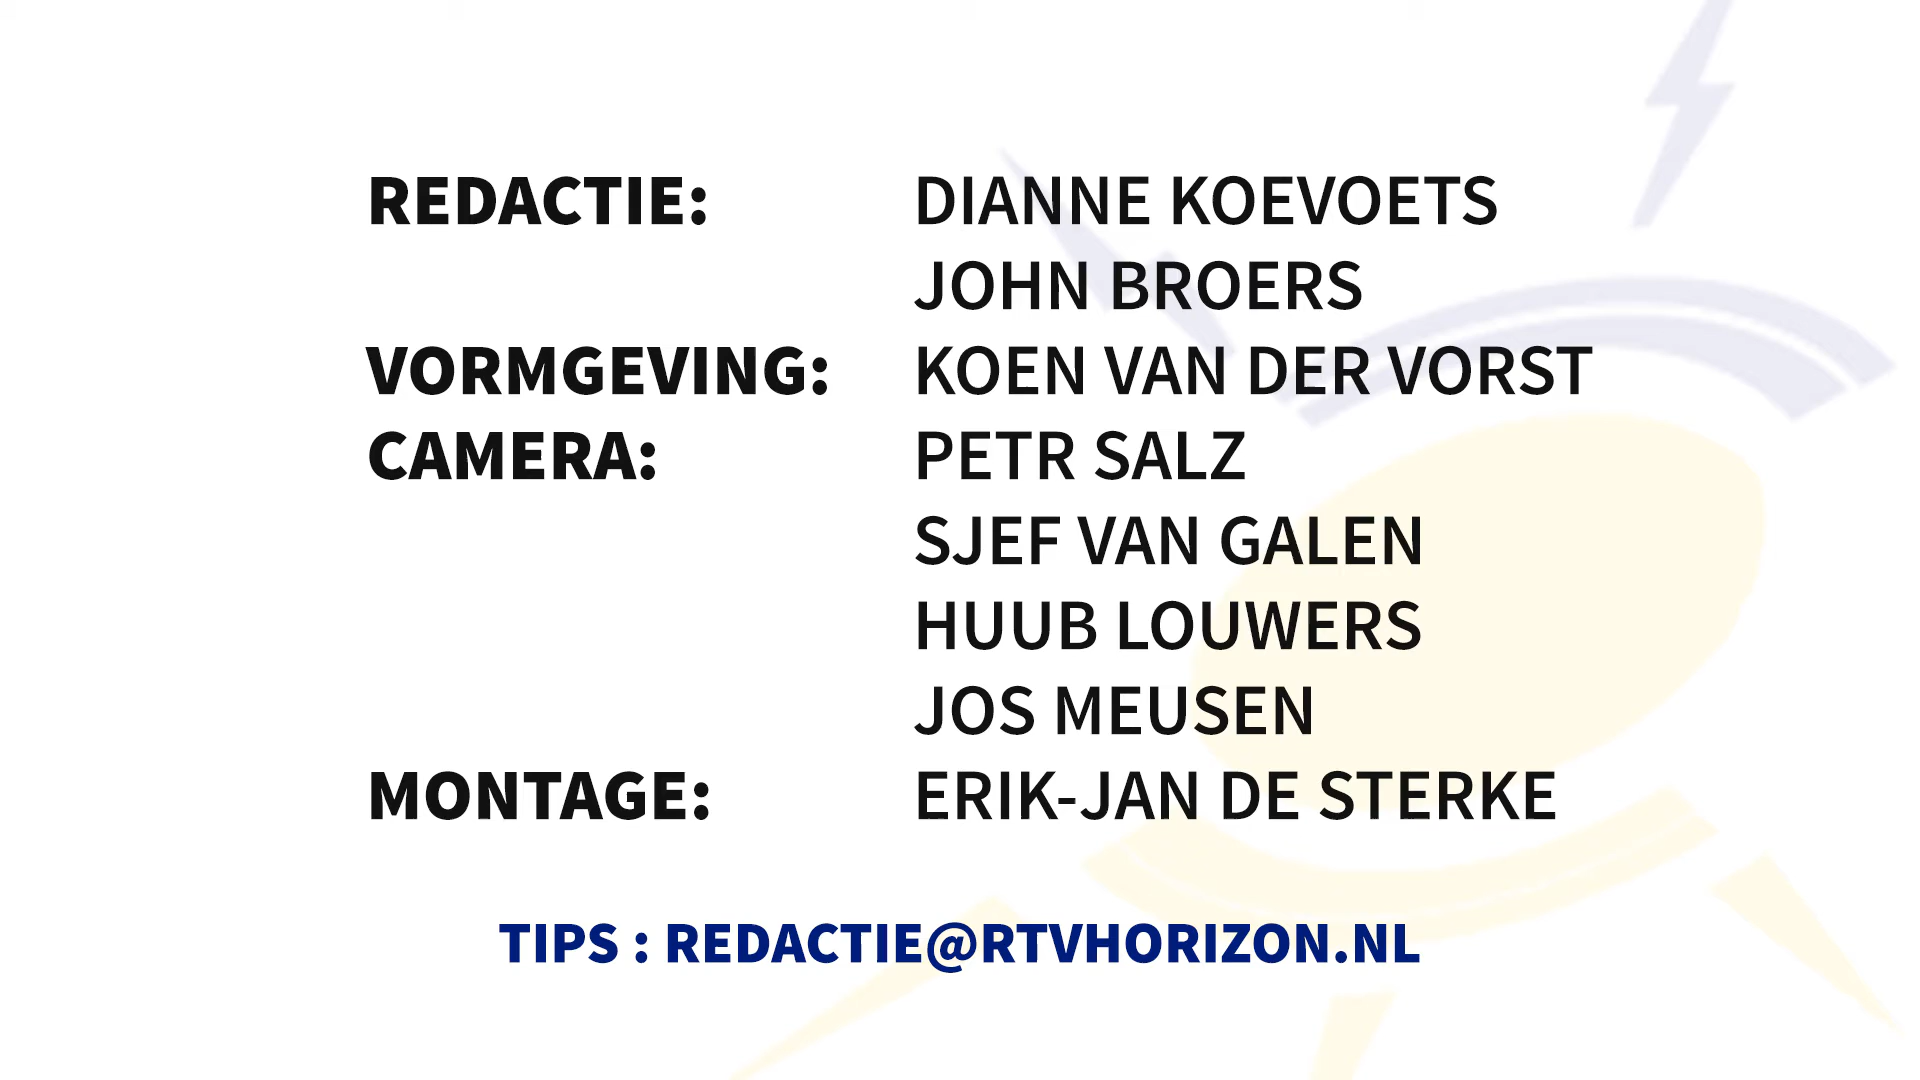 REDACTIE: DIANNE KOEVOETS
JOHN BROERS
VORMGEVING: KOEN VAN DER VORST
CAMERA: PETR SALZ
SJEF VAN GALEN
HUUB LOUWERS
JOS MEUSEN
MONTAGE: ERIK-JAN DE STERKE
TIPS : REDACTIE@RTVHORIZON.NL